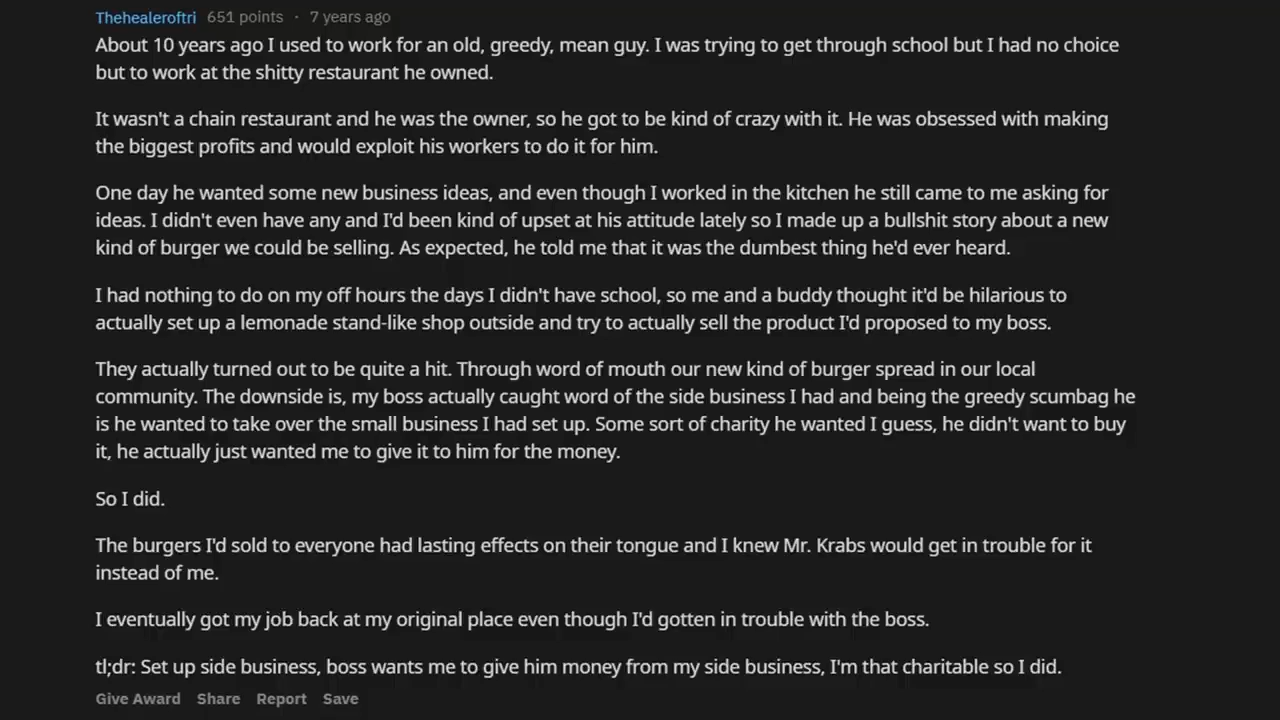 Thehealeroftri 651 points · 7 years ago
About 10 years ago I used to work for an old, greedy, mean guy. I was trying to get through school but I had no choice
but to work at the shitty restaurant he owned.
It wasn't a chain restaurant and he was the owner, so he got to be kind of crazy with it. He was obsessed with making
the biggest profits and would exploit his workers to do it for him.
One day he wanted some new business ideas, and even though I worked in the kitchen he still came to me asking for
ideas. I didn't even have any and I'd been kind of upset at his attitude lately so I made up a bullshit story about a new
kind of burger we could be selling. As expected, he told me that it was the dumbest thing he'd ever heard.
I had nothing to do on my off hours the days I didn't have school, so me and a buddy thought it'd be hilarious to
actually set up a lemonade stand-like shop outside and try to actually sell the product I'd proposed to my boss.
They actually turned out to be quite a hit. Through word of mouth our new kind of burger spread in our local
community. The downside is, my boss actually caught word of the side business I had and being the greedy scumbag he
is he wanted to take over the small business I had set up. Some sort of charity he wanted I guess, he didn't want to buy
it, he actually just wanted me to give it to him for the money.
So I did.
The burgers I'd sold to everyone had lasting effects on their tongue and I knew Mr. Krabs would get in trouble for it
instead of me.
I eventually got my job back at my original place even though I'd gotten in trouble with the boss.
tl;dr: Set up side business, boss wants me to give him money from my side business, I'm that charitable so I did.
Give Award Share Report Save